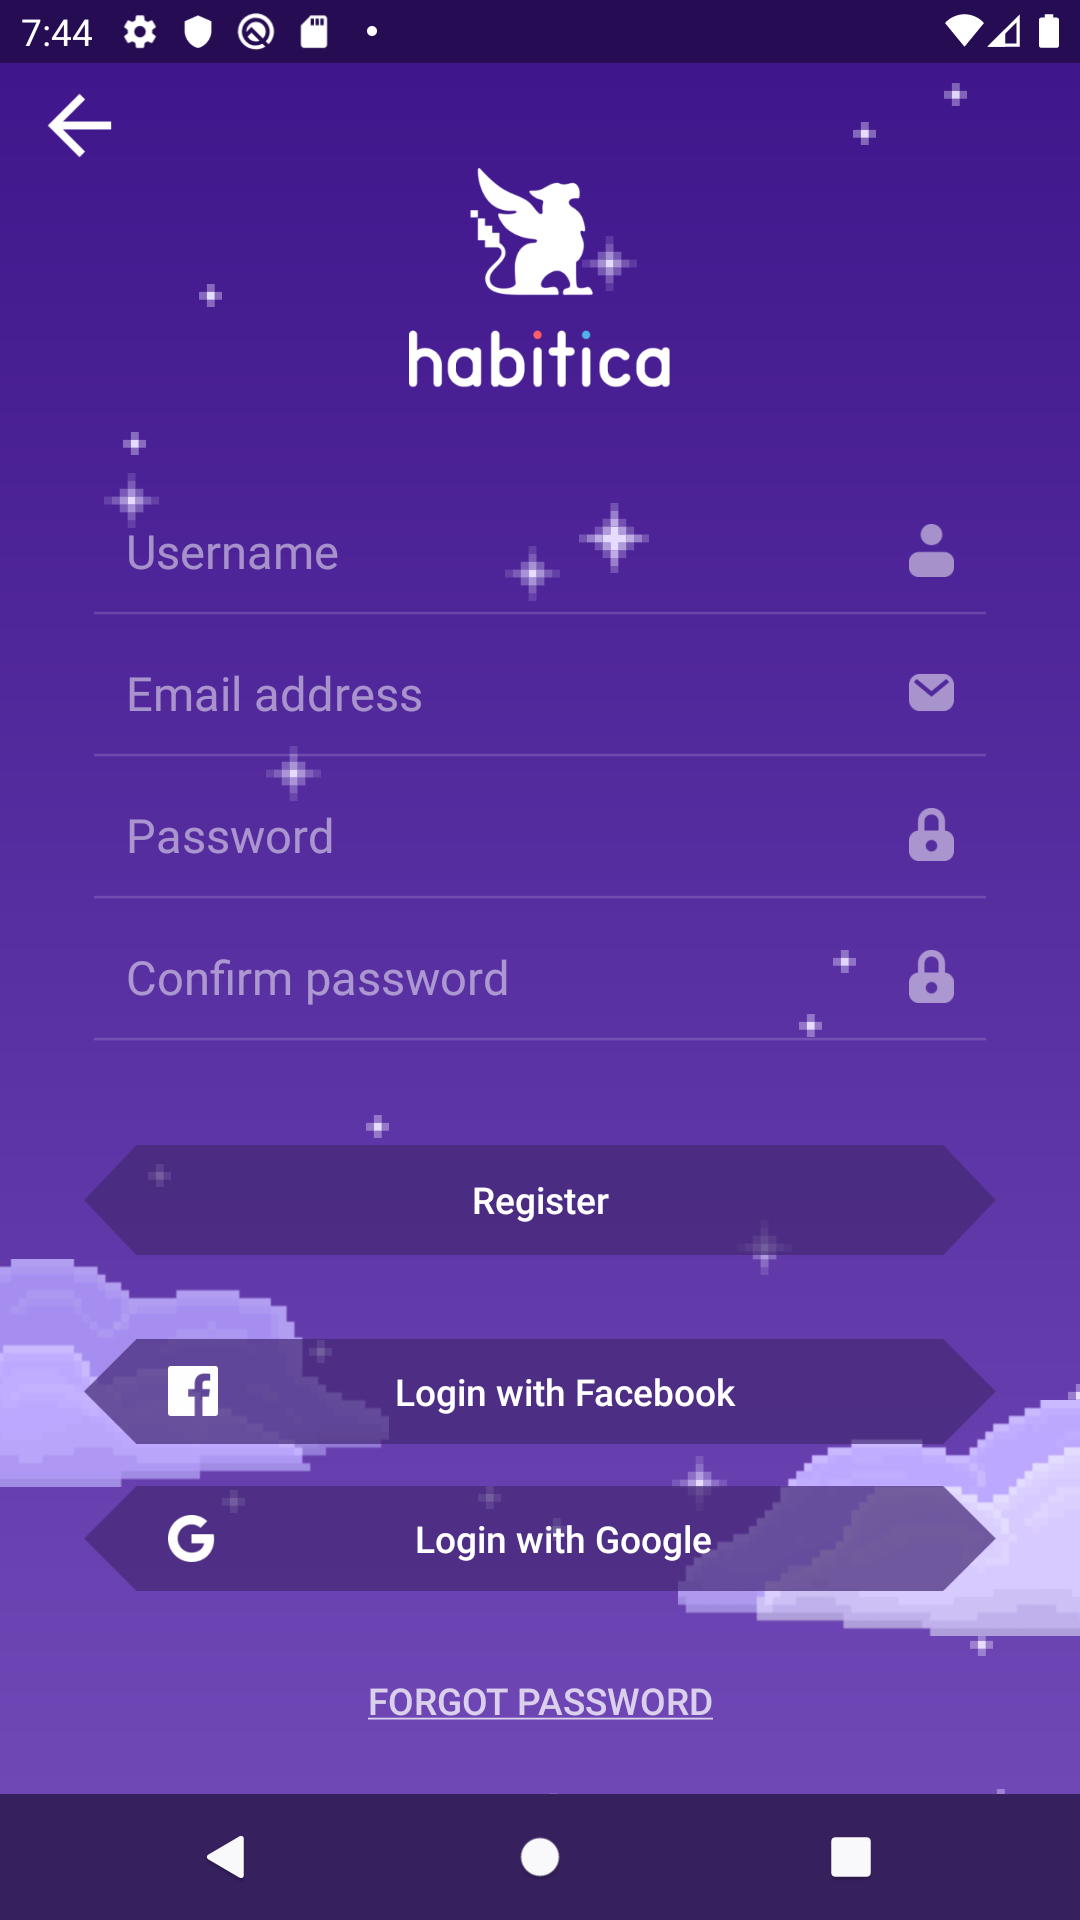 7:44
habitica
Username
Email address
Password
Confirm password
Register
Login with Facebook
Login with Google
FORGOT PASSWORD